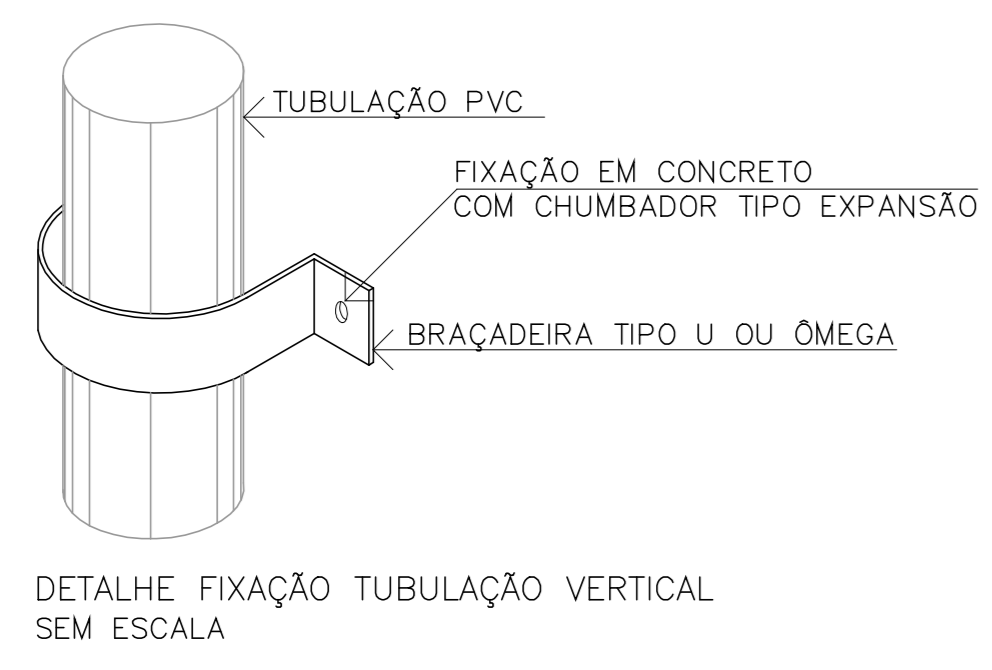 TUBULAÇÃO PVC
FIXAÇÃO EM CONCRETO
COM CHUMBADOR TIPO EXPANSÃO
BRAÇADEIRA TIPO U OU ÔMEGA
DETALHE FIXAÇÃO TUBULAÇÃO VERTICAL
SEM ESCALA